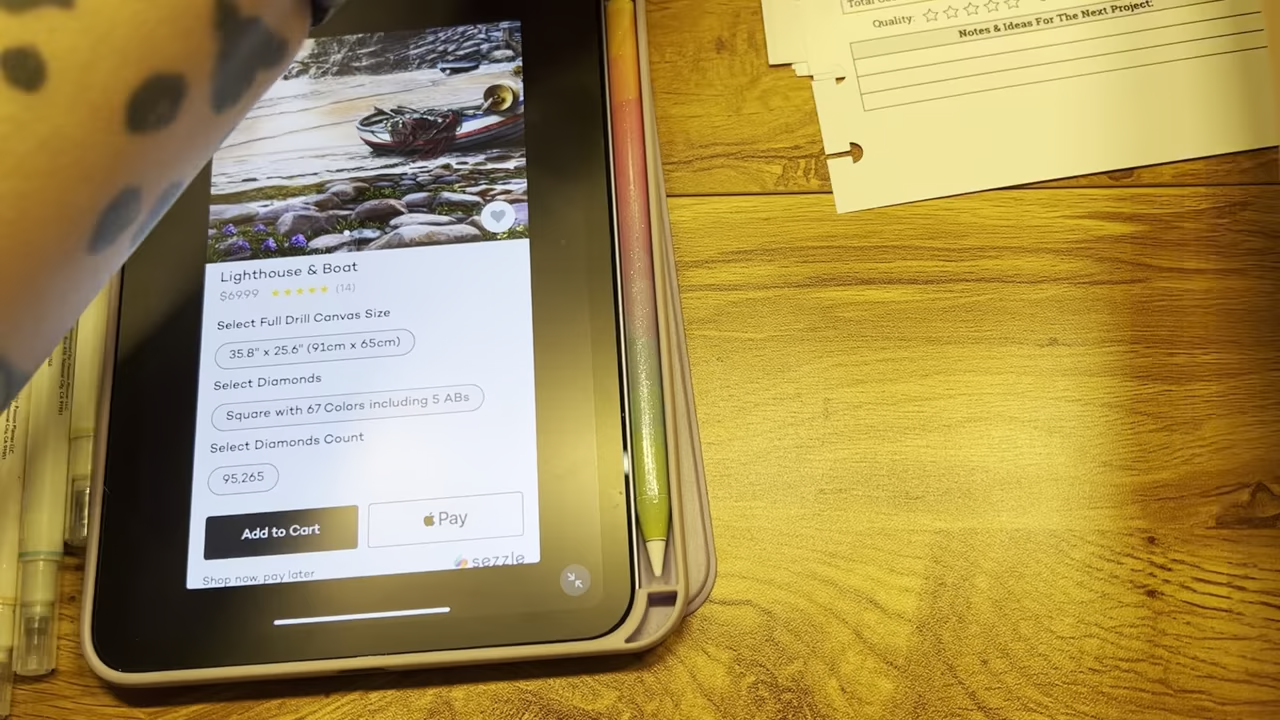 Quality:
Notes & Ideas For The Next Project:
Lighthouse & Boat
$69.99 (14)
Select Full Drill Canvas Size
35.8" x 25.6" (91cm x 65cm)
Select Diamonds
Square with 67 Colors including 5 ABs
Select Diamonds Count
95,265
Add to Cart
Pay
sezzle
Shop now, pay later